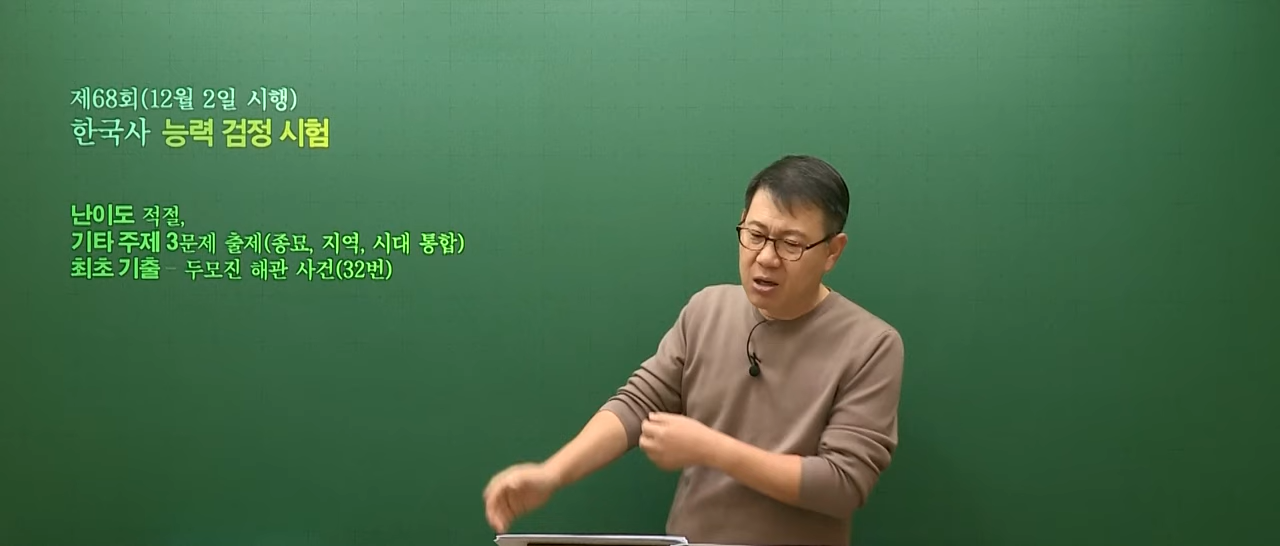 제68회(12월 2일 시행)
한국사 능력 검정 시험
난이도 적절,
기타 주제 3문제 출제(종묘, 지역, 시대 통합)
최초 기출 - 두모진 해관 사건(32번)